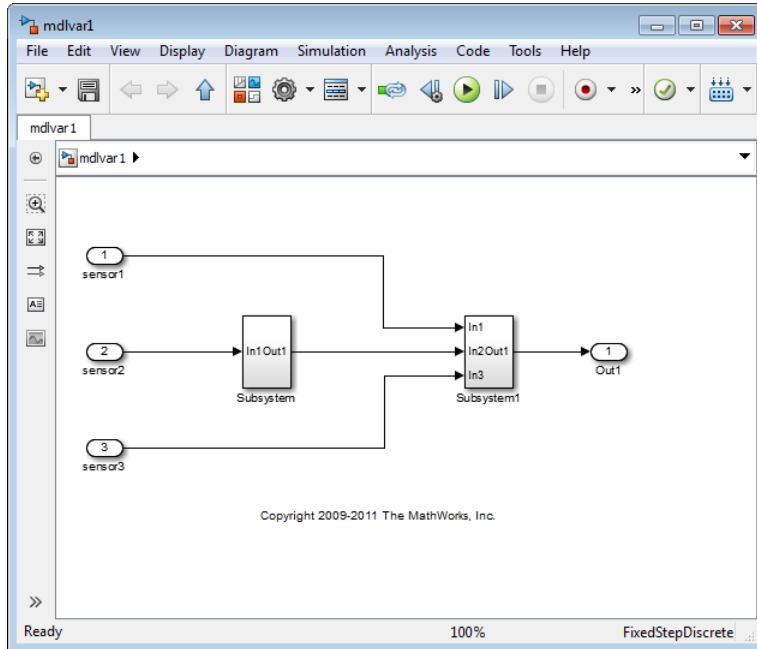 mdlvar1
File Edit View Display Diagram Simulation Analysis Code Tools Help
»
mdlvar1
mdlvar1
1
sensor1
2
sensor2
In1 Out1
Subsystem
In1
In2 Out1
In3
Subsystem1
1
Out1
3
sensor3
Copyright 2009-2011 The MathWorks, Inc.
»
Ready 100% FixedStepDiscrete